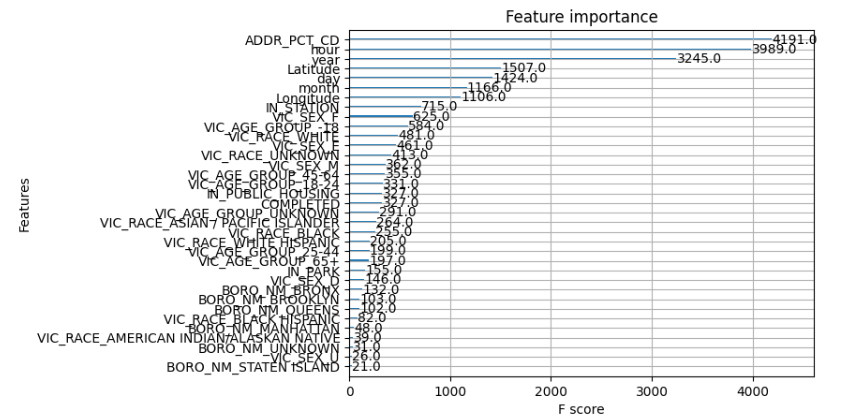 Feature importance
ADDR_PCT_CD 4191.0
hour 3989.0
year 3245.0
Latitude 1507.0
day 1424.0
month 1166.0
Longitude 1106.0
IN_STATION 715.0
VIC_SEX_F 625.0
VIC_AGE_GROUP_-18 584.0
VIC_RACE_WHITE 481.0
VIC_SEX_E 461.0
VIC_RACE_UNKNOWN 413.0
VIC_SEX_M 362.0
VIC_AGE_GROUP_45-64 355.0
VIC_AGE_GROUP_18-24 331.0
IN_PUBLIC_HOUSING 327.0
COMPLETED 327.0
VIC_AGE_GROUP_UNKNOWN 291.0
VIC_RACE_ASIAN / PACIFIC ISLANDER 264.0
VIC_RACE_BLACK 255.0
VIC_RACE_WHITE HISPANIC 205.0
VIC_AGE_GROUP_25-44 199.0
VIC_AGE_GROUP_65+ 197.0
IN_PARK 155.0
VIC_SEX_D 146.0
BORO_NM_BRONX 132.0
BORO_NM_BROOKLYN 103.0
BORO_NM_QUEENS 102.0
VIC_RACE_BLACK HISPANIC 82.0
BORO_NM_MANHATTAN 48.0
VIC_RACE_AMERICAN INDIAN/ALASKAN NATIVE 39.0
BORO_NM_UNKNOWN 31.0
VIC_SEX_U 26.0
BORO_NM_STATEN ISLAND 21.0
Features
0 1000 2000 3000 4000
F score